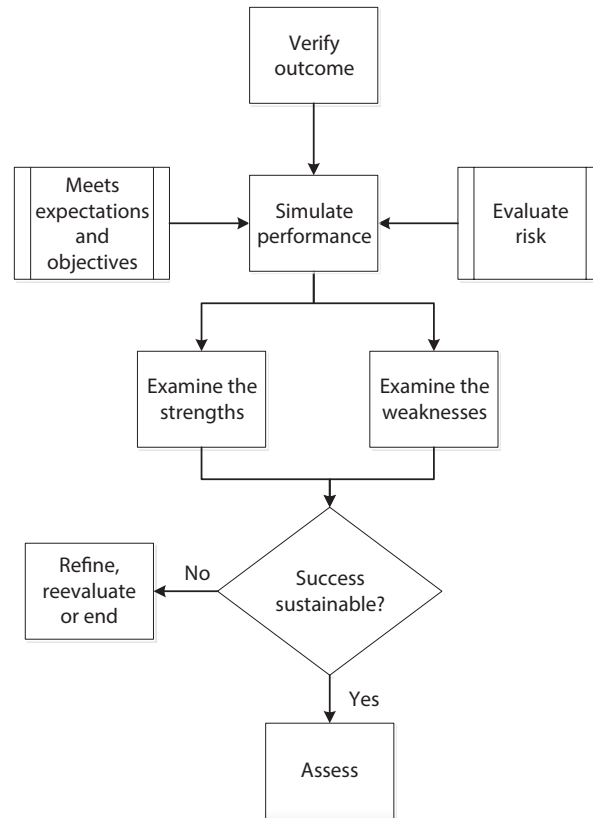 Verify
outcome
Meets
expectations
and
objectives
Simulate
performance
Evaluate
risk
Examine the
strengths
Examine the
weaknesses
Refine,
reevaluate
or end
No
Success
sustainable?
Yes
Assess